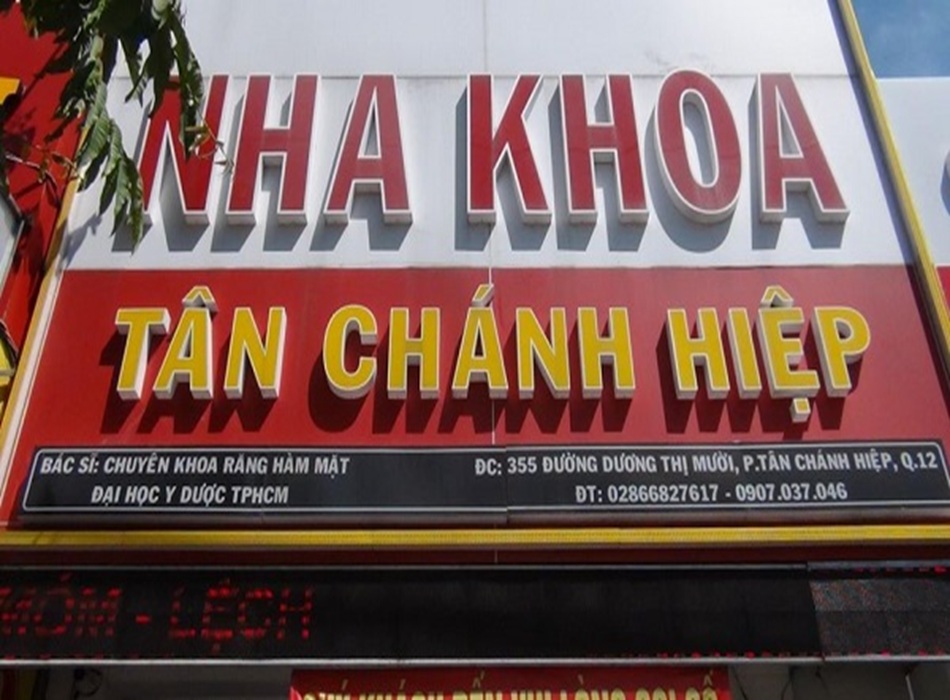 NHA KHOA
TÂN CHÁNH HIỆP
BÁC SĨ: CHUYÊN KHOA RĂNG HÀM MẶT
ĐẠI HỌC Y DƯỢC TPHCM
ĐC: 355 ĐƯỜNG DƯƠNG THỊ MƯỜI, P.TÂN CHÁNH HIỆP, Q.12
ĐT: 02866827617 - 0907.037.046
MÓM - LỆCH